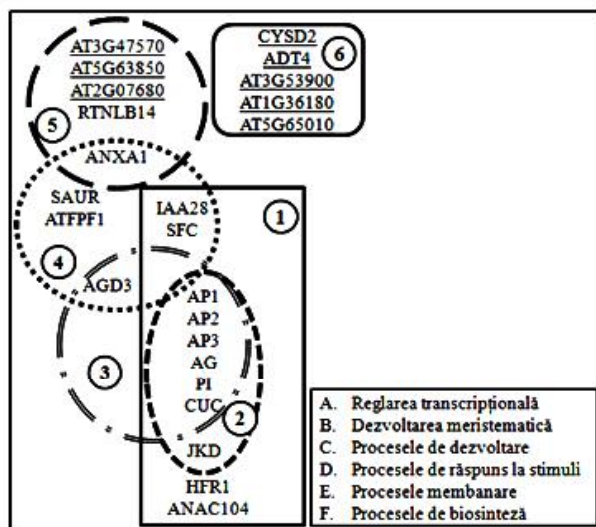 AT3G47570
AT5G63850
AT2G07680
RTNLB14
5
ANXA1
CYSD2
ADT4
6
AT3G53900
AT1G36180
AT5G65010
SAUR
ATFPF1
IAA28
SFC
1
4
AGD3
AP1
AP2
AP3
AG
PI
CUC
3
2
JKD
HFR1
ANAC104
A. Reglarea transcripțională
B. Dezvoltarea meristematică
C. Procesele de dezvoltare
D. Procesele de răspuns la stimuli
E. Procesele membanare
F. Procesele de biosinteză